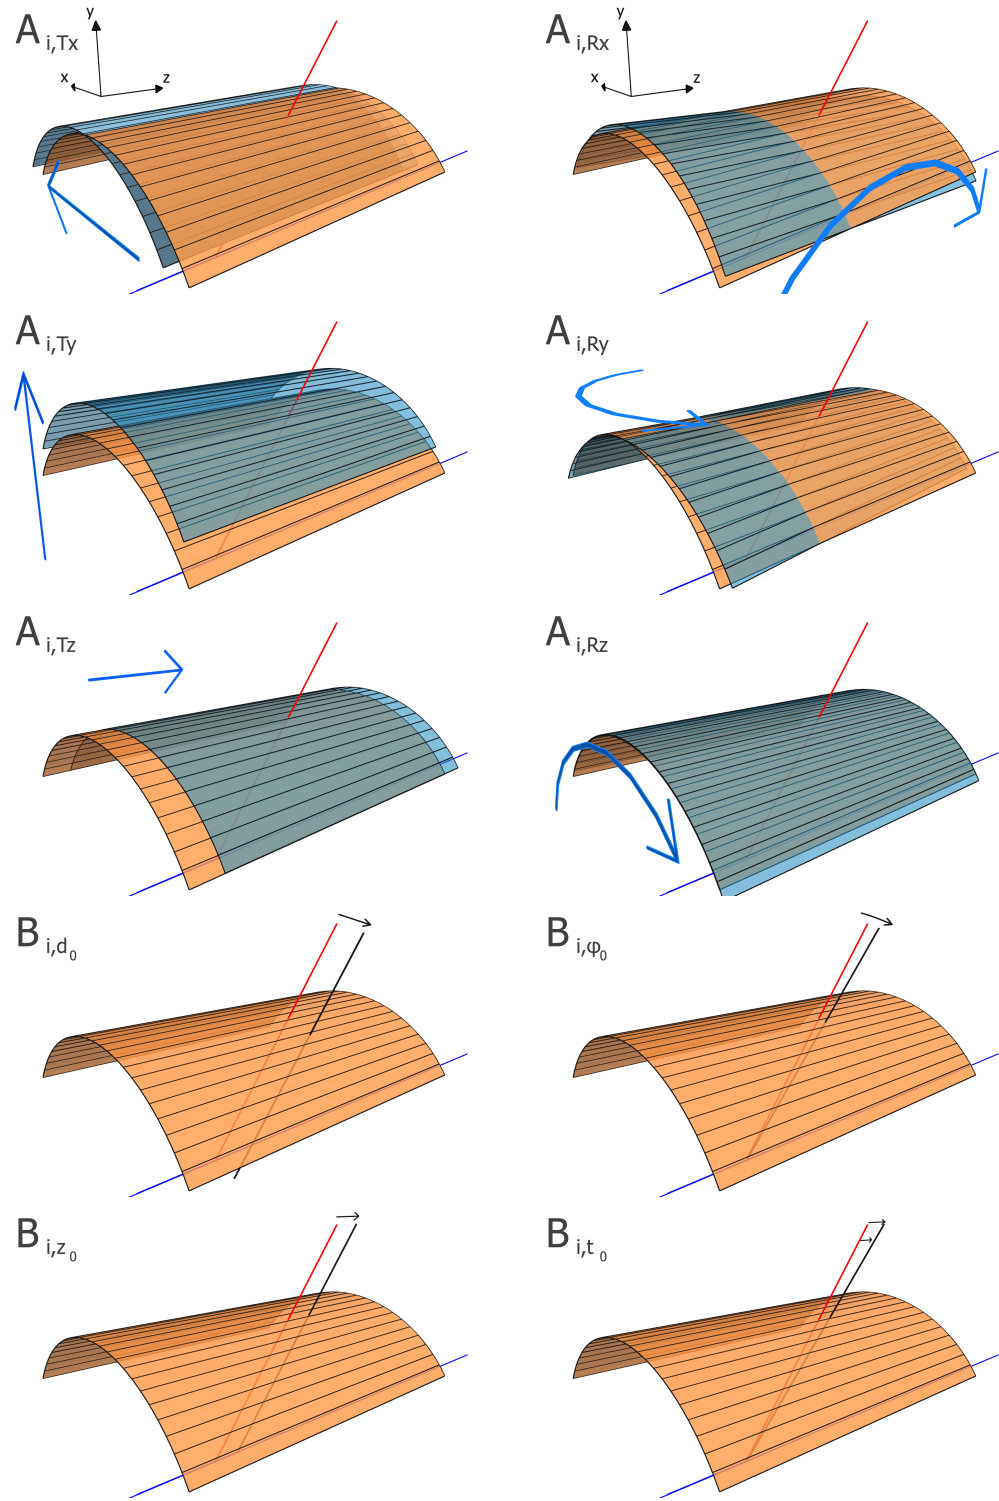 A i,Tx
y
x
z
A i,Rx
y
x
z
A i,Ty
A i,Ry
A i,Tz
A i,Rz
B i,d0
B i,φ0
B i,z0
B i,t0